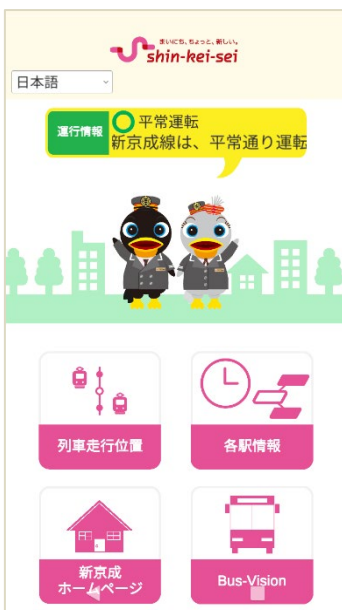 まいにち、ちょっと、新しい。
shin-kei-sei
日本語
運行情報
平常運転
新京成線は、平常通り運転
列車走行位置
各駅情報
新京成
ホームページ
Bus-Vision